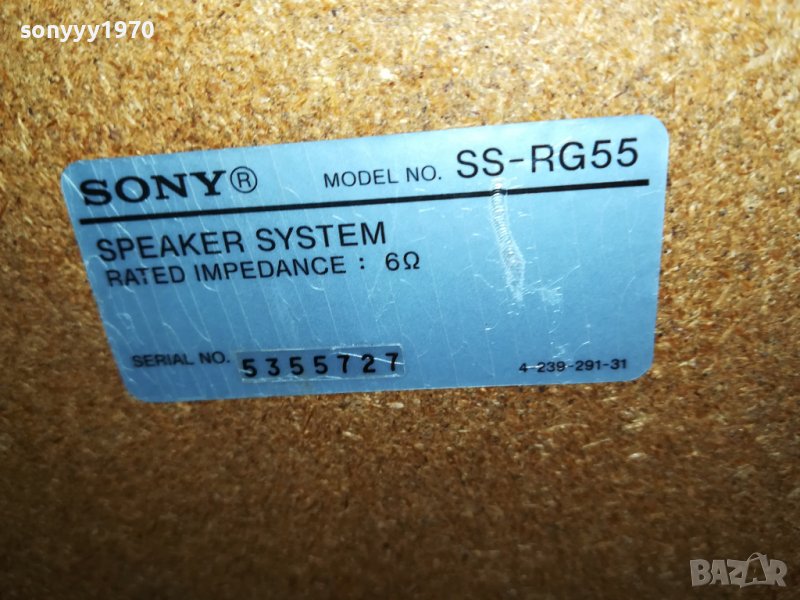 sonyyy1970
SONY® MODEL NO. SS-RG55
SPEAKER SYSTEM
RATED IMPEDANCE : 6Ω
SERIAL NO. 5355727 4-239-291-31
BAZAR